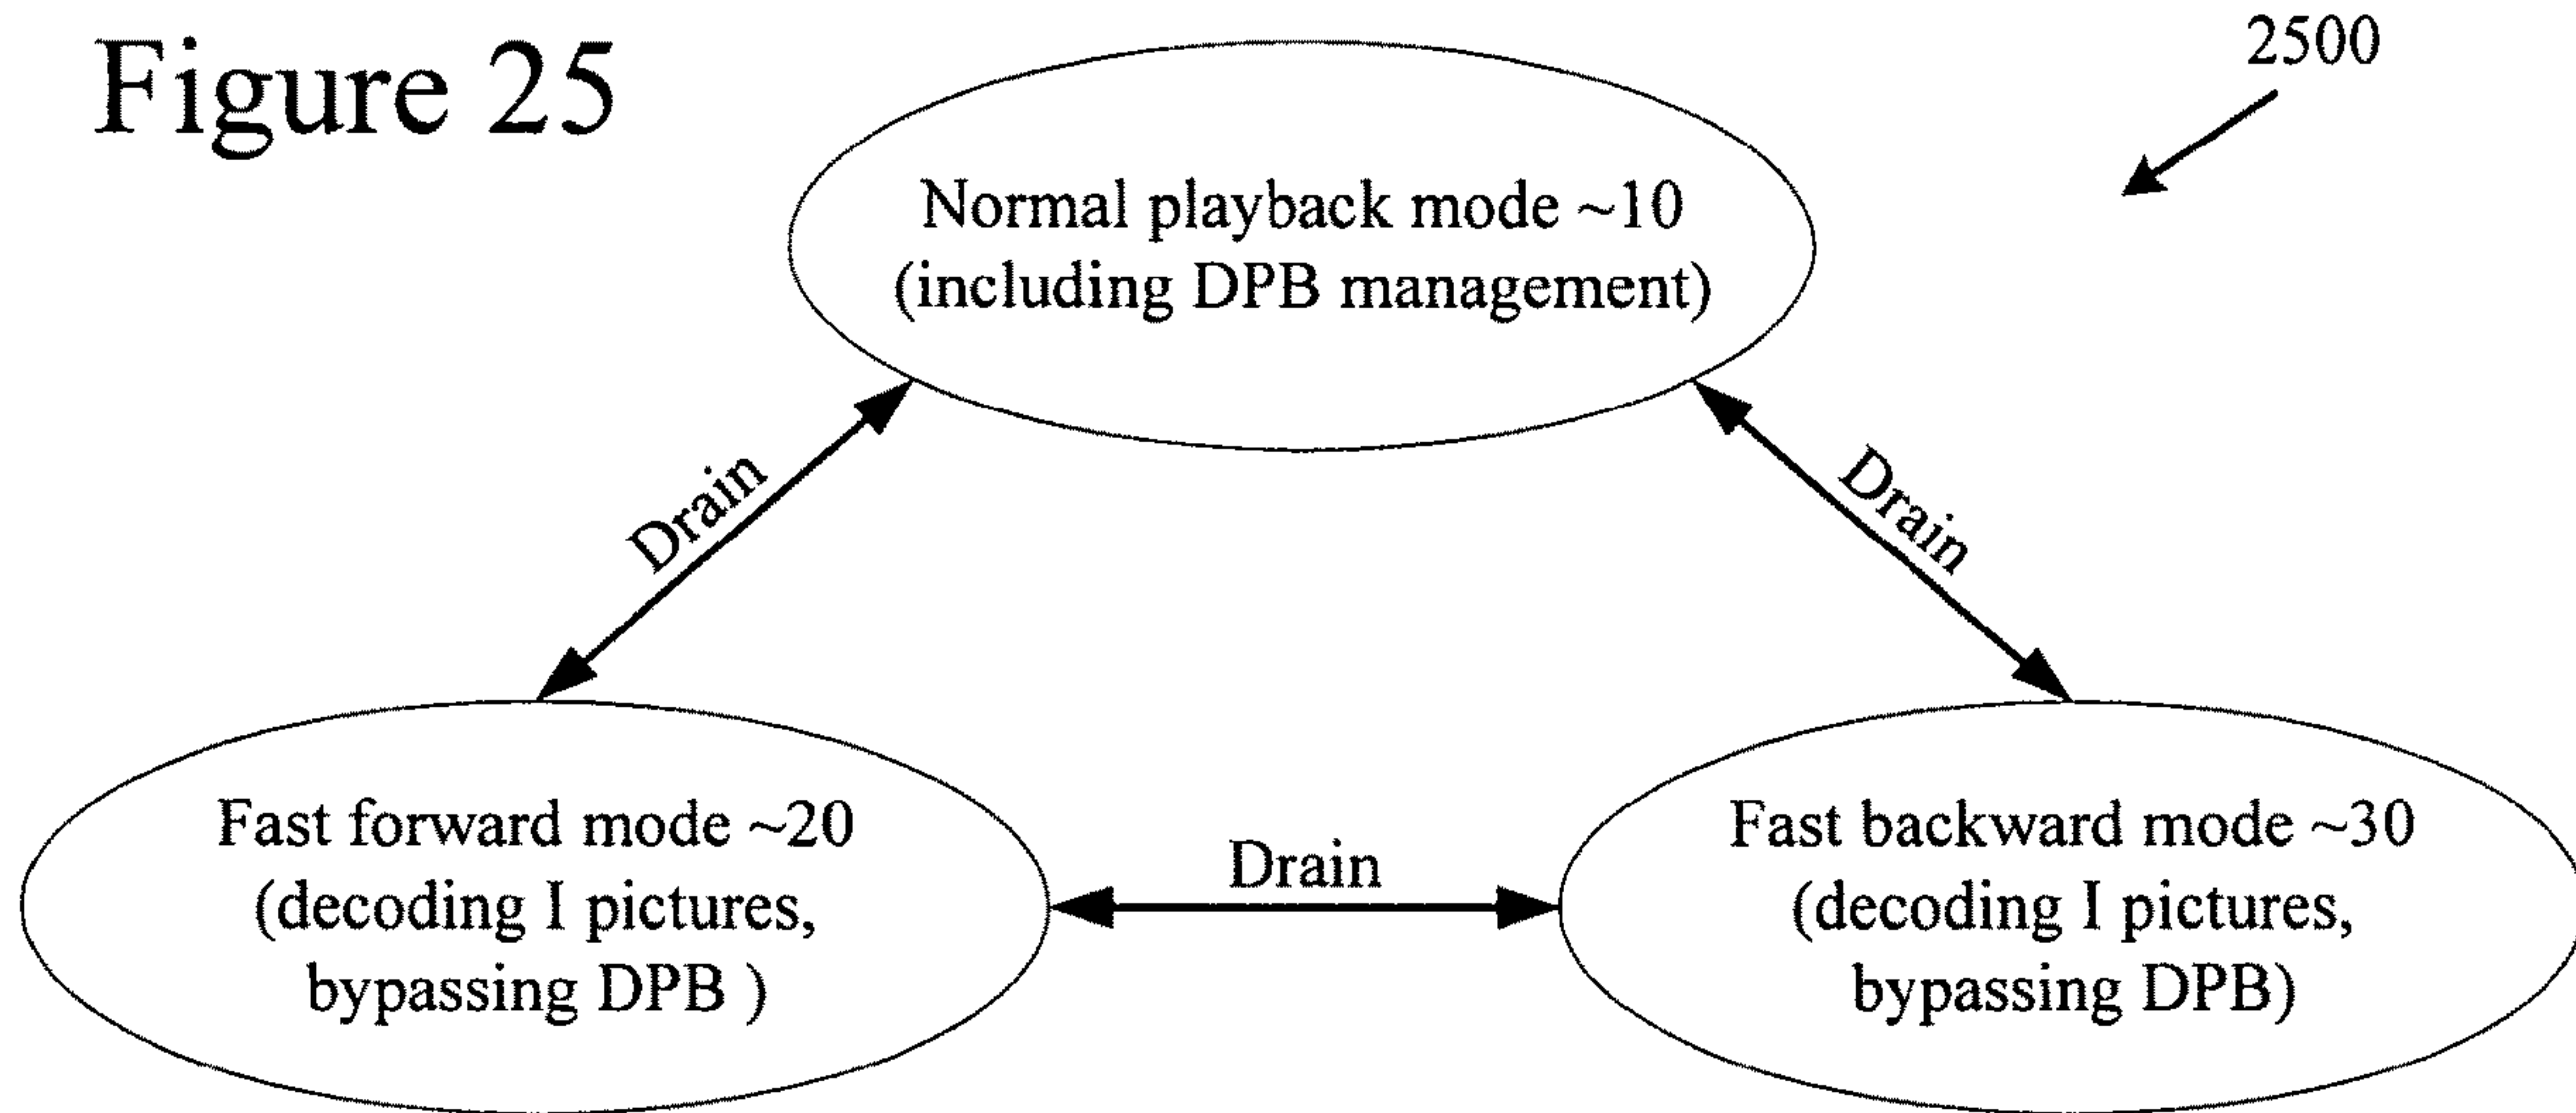 Figure 25
2500
Normal playback mode ~10
(including DPB management)
Drain
Drain
Fast forward mode ~20
(decoding I pictures,
bypassing DPB )
Drain
Fast backward mode ~30
(decoding I pictures,
bypassing DPB)